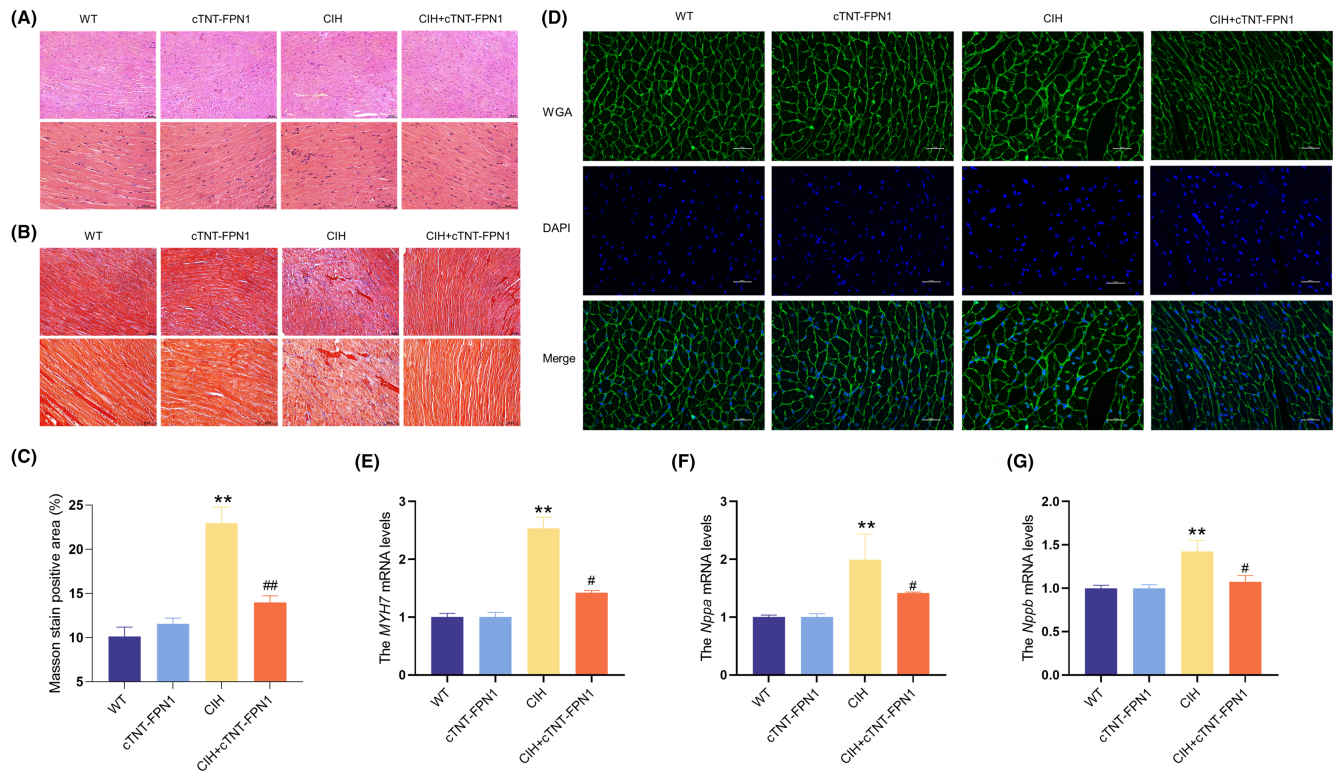 (A)
WT cTNT-FPN1 CIH CIH+cTNT-FPN1
(B)
WT cTNT-FPN1 CIH CIH+cTNT-FPN1
(D)
WT cTNT-FPN1 CIH CIH+cTNT-FPN1
WGA
DAPI
Merge
(C)
Masson stain positive area (%)
25
20
15
10
5
**
##
WT cTNT-FPN1 CIH CIH+cTNT-FPN1
(E)
The MYH7 mRNA levels
3
2
1
0
**
#
WT cTNT-FPN1 CIH CIH+cTNT-FPN1
(F)
The Nppa mRNA levels
3
2
1
0
**
#
WT cTNT-FPN1 CIH CIH+cTNT-FPN1
(G)
The Nppb mRNA levels
2.0
1.5
1.0
0.5
0.0
**
#
WT cTNT-FPN1 CIH CIH+cTNT-FPN1